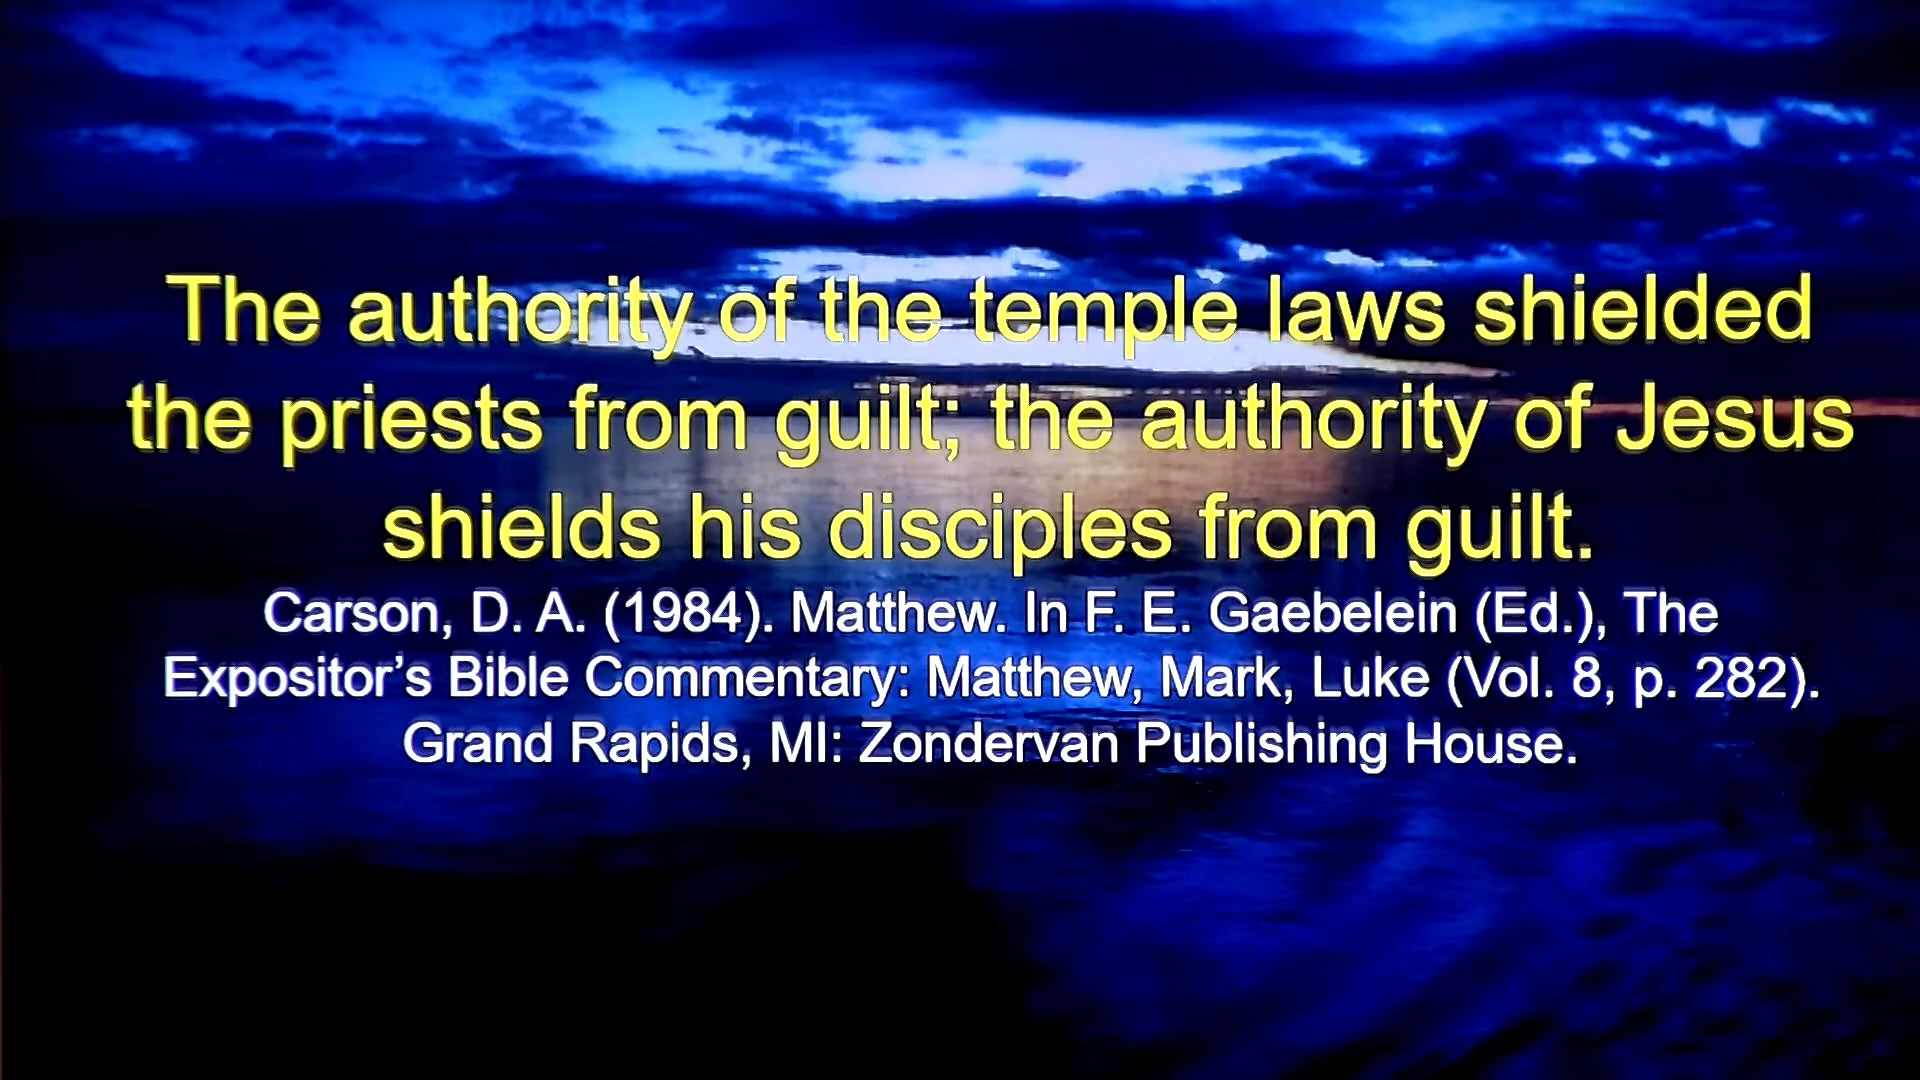 The authority of the temple laws shielded
the priests from guilt; the authority of Jesus
shields his disciples from guilt.
Carson, D. A. (1984). Matthew. In F. E. Gaebelein (Ed.), The
Expositor’s Bible Commentary: Matthew, Mark, Luke (Vol. 8, p. 282).
Grand Rapids, MI: Zondervan Publishing House.